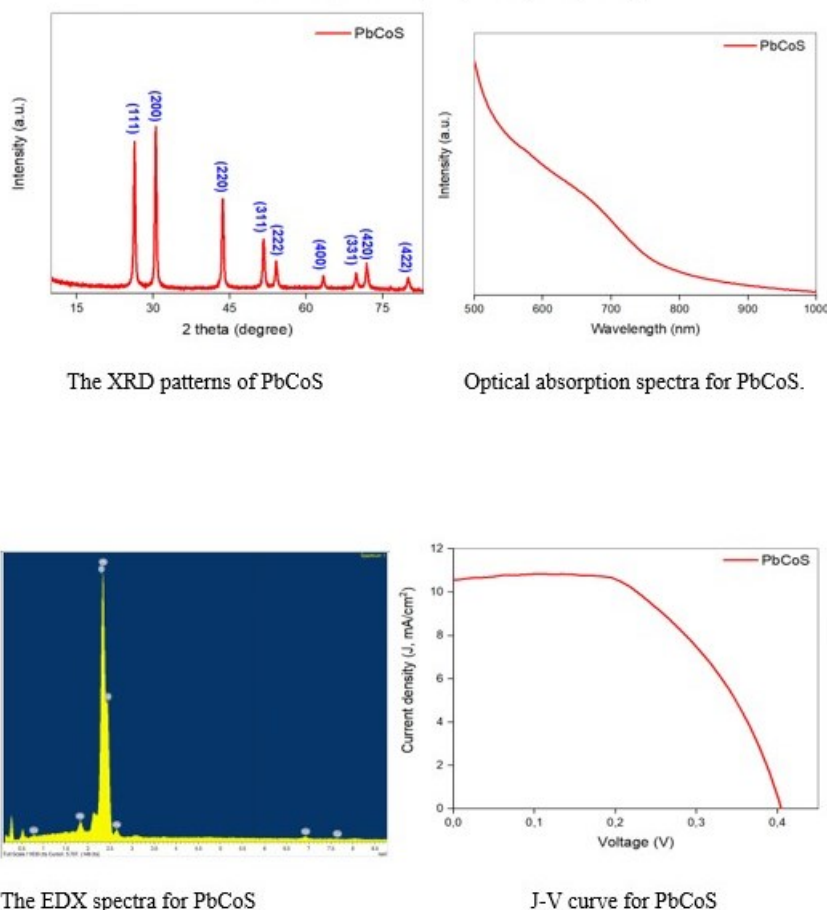 PbCoS
(111)
(200)
(220)
(311)
(222)
(400)
(331)
(420)
(422)
Intensity (a.u.)
15 30 45 60 75
2 theta (degree)
The XRD patterns of PbCoS
PbCoS
Intensity (a.u.)
500 600 700 800 900 1000
Wavelength (nm)
Optical absorption spectra for PbCoS.
The EDX spectra for PbCoS
PbCoS
12
10
8
6
4
2
0
Current density (J, mA/cm²)
0,0 0,1 0,2 0,3 0,4
Voltage (V)
J-V curve for PbCoS